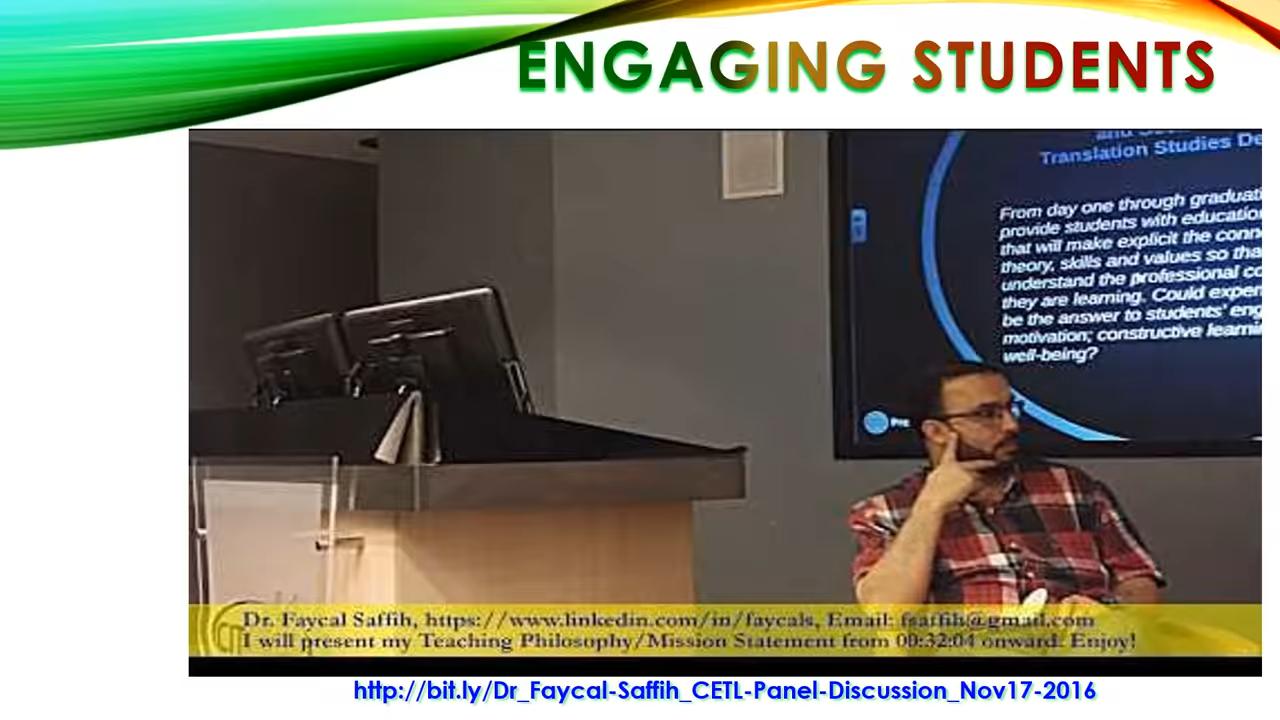 ENGAGING STUDENTS
Translation Studies De
From day one through graduati
provide students with educatio
that will make explicit the conn
theory, skills and values so tha
understand the professional co
they are learning. Could expen
be the answer to students' eng
motivation; constructive learni
well-being?
Dr. Faycal Saffih, https://www.linkedin.com/in/faycals, Email: fsaffih@gmail.com
I will present my Teaching Philosophy/Mission Statement from 00:32:04 onward. Enjoy!
http://bit.ly/Dr_Faycal-Saffih_CETL-Panel-Discussion_Nov17-2016